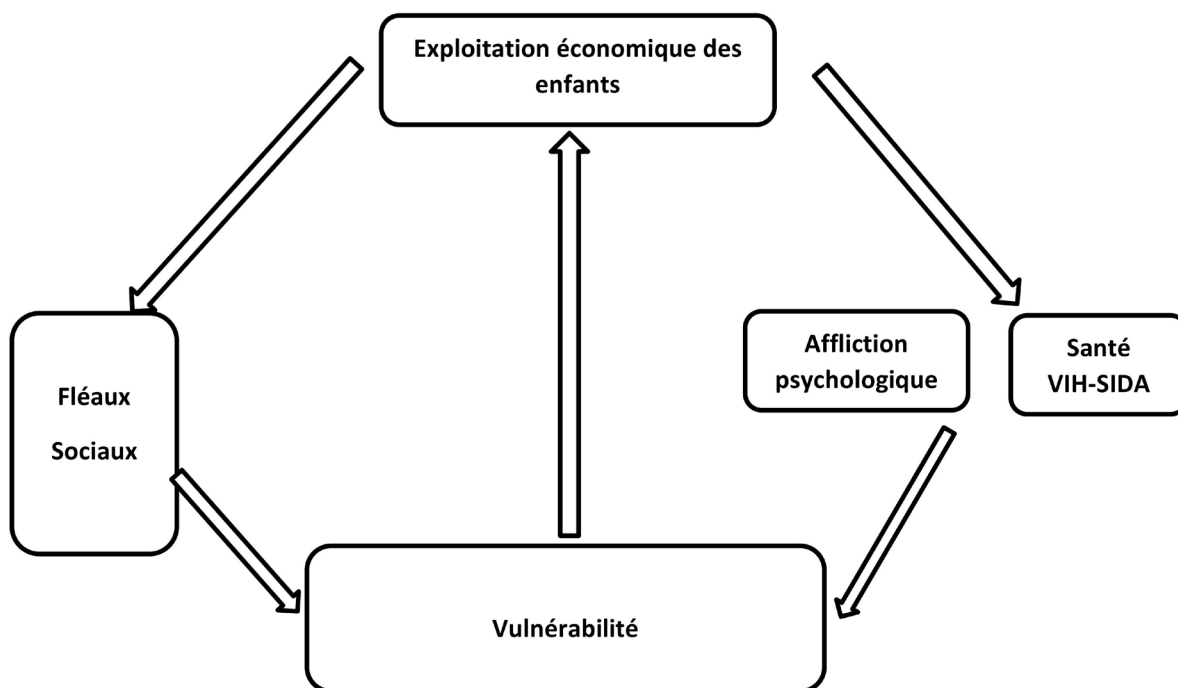 Exploitation économique des
enfants
Affliction
psychologique
Santé
VIH-SIDA
Fléaux
Sociaux
Vulnérabilité